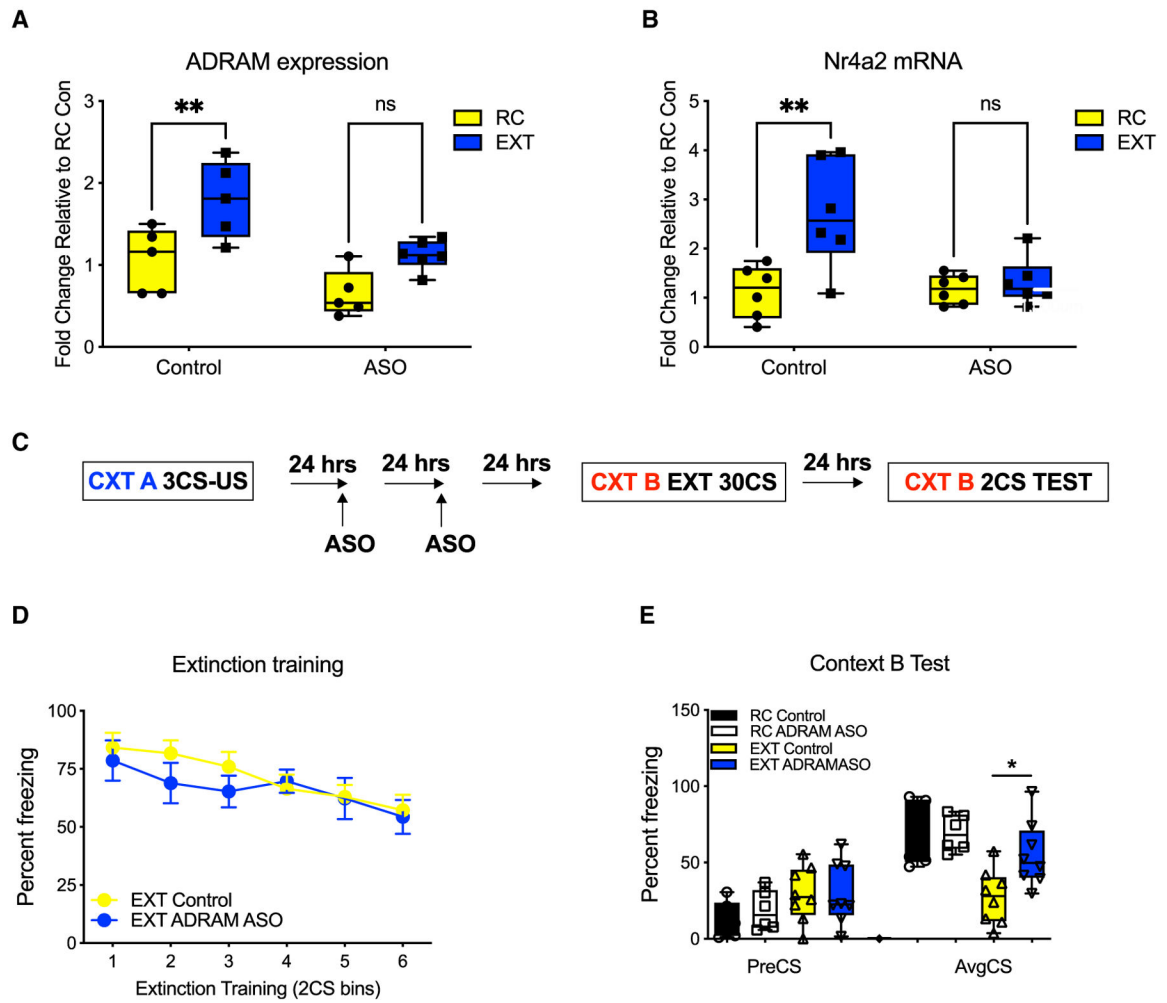 A
ADRAM expression
Fold Change Relative to RC Con
3
2
1
0
**
ns
RC
EXT
Control
ASO
B
Nr4a2 mRNA
Fold Change Relative to RC Con
5
4
3
2
1
0
**
ns
RC
EXT
Control
ASO
C
CXT A 3CS-US
24 hrs
24 hrs
24 hrs
ASO
ASO
CXT B EXT 30CS
24 hrs
CXT B 2CS TEST
D
Extinction training
Percent freezing
100
75
50
25
0
EXT Control
EXT ADRAM ASO
1 2 3 4 5 6
Extinction Training (2CS bins)
E
Context B Test
Percent freezing
150
100
50
0
RC Control
RC ADRAM ASO
EXT Control
EXT ADRAMASO
*
PreCS
AvgCS